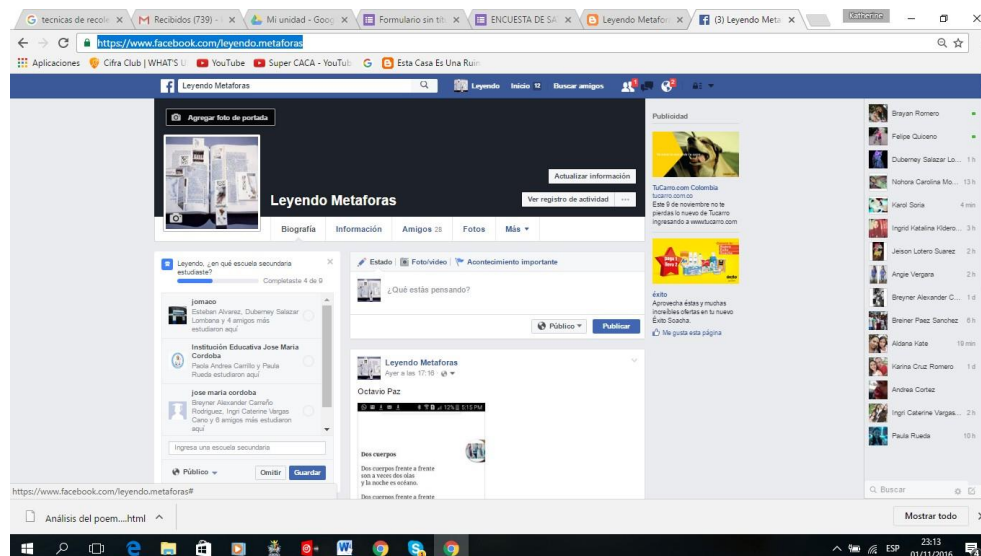 tecnicas de recole
Recibidos (739) -
Mi unidad - Goog
Formulario sin tít
ENCUESTA DE SA
Leyendo Metafor
(3) Leyendo Meta
Katherine
https://www.facebook.com/leyendo.metaforas
Aplicaciones Cifra Club | WHAT'S U YouTube Super CACA - YouTub Esta Casa Es Una Ruin
Leyendo Metaforas
Leyendo Inicio 12 Buscar amigos 1 3
Agregar foto de portada
Actualizar información
Leyendo Metaforas
Ver registro de actividad ...
Biografía Información Amigos 28 Fotos Más
Leyendo, ¿en qué escuela secundaria
estudiaste?
Completaste 4 de 9
jomaco
Esteban Alvarez, Duberney Salazar
Lombana y 4 amigos más
estudiaron aquí
Institución Educativa Jose Maria
Cordoba
Paola Andrea Carrillo y Paula
Rueda estudiaron aquí
jose maria cordoba
Breyner Alexander Carreño
Rodriguez, Ingri Caterine Vargas
Cano y 6 amigos más estudiaron
aquí
Ingresa una escuela secundaria
Público Omitir Guardar
Estado Foto/video Acontecimiento importante
¿Qué estás pensando?
Público Publicar
Leyendo Metaforas
Ayer a las 17:16
Octavio Paz
12% 5:15 PM
Dos cuerpos
Dos cuerpos frente a frente
son a veces dos olas
y la noche es océano.
Dos cuerpos frente a frente
Publicidad
TuCarro.com Colombia
tucarro.com.co
Este 9 de noviembre no te
pierdas lo nuevo de Tucarro
ingresando a www.tucarro.com
éxito
Aprovecha éstas y muchas
increíbles ofertas en tu nuevo
Éxito Soacha.
Me gusta esta página
Brayan Romero
Felipe Quiceno
Duberney Salazar Lo... 1 h
Nohora Carolina Mo... 13 h
Karol Soria 4 min
Ingrid Katalina Kldero... 3 h
Jeison Lotero Suarez 2 h
Angie Vergara 2 h
Breyner Alexander C... 1 d
Breiner Paez Sanchez 6 h
Aldana Kate 19 min
Karina Cruz Romero 1 d
Andrea Cortez
Ingri Caterine Vargas... 2 h
Paula Rueda 10 h
Buscar
https://www.facebook.com/leyendo.metaforas#
Análisis del poem....html
Mostrar todo
ESP
23:13
01/11/2016